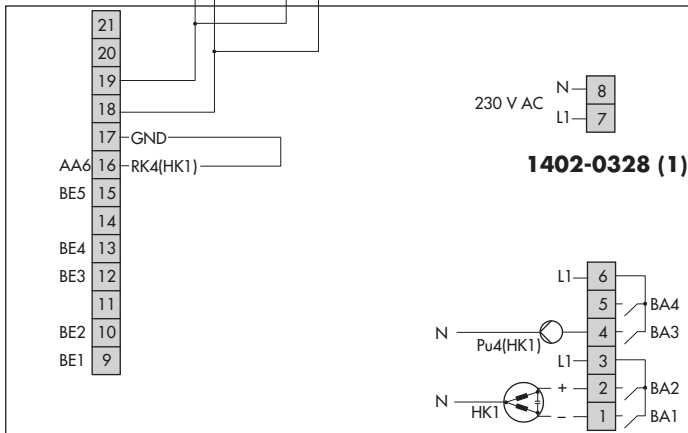 21
20
19
18
17 GND
AA6 16 RK4(HK1)
BE5 15
14
BE4 13
BE3 12
11
BE2 10
BE1 9
230 V AC
N 8
L1 7
1402-0328 (1)
L1 6
5 BA4
N Pu4(HK1) 4 BA3
L1 3
+ 2 BA2
N HK1 – 1 BA1